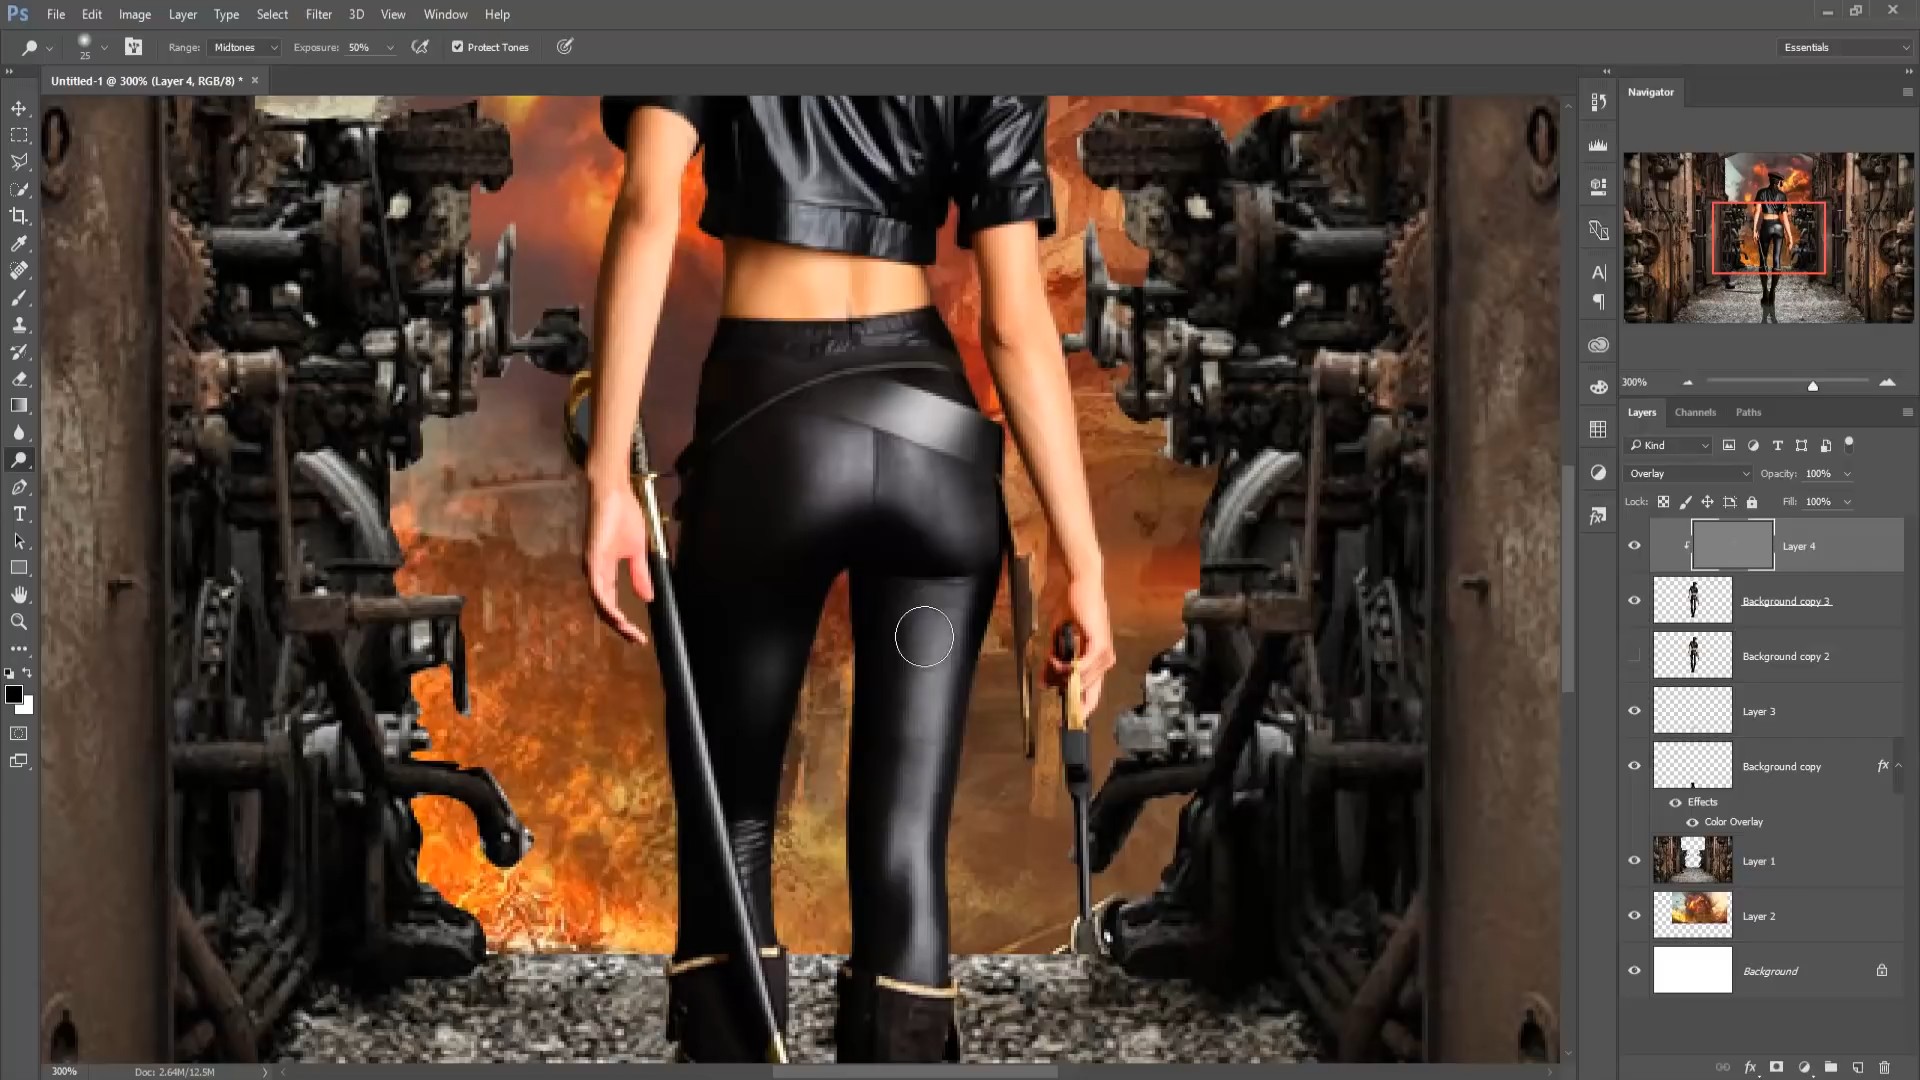 Ps File Edit Image Layer Type Select Filter 3D View Window Help
25 Range: Midtones Exposure: 50% Protect Tones Essentials
Untitled-1 @ 300% (Layer 4, RGB/8) * ×
Navigator
300%
Layers Channels Paths
Kind
Overlay Opacity: 100%
Lock: Fill: 100%
Layer 4
Background copy 3
Background copy 2
Layer 3
Background copy fx
Effects
Color Overlay
Layer 1
Layer 2
Background
300% Doc: 2.64M/12.5M